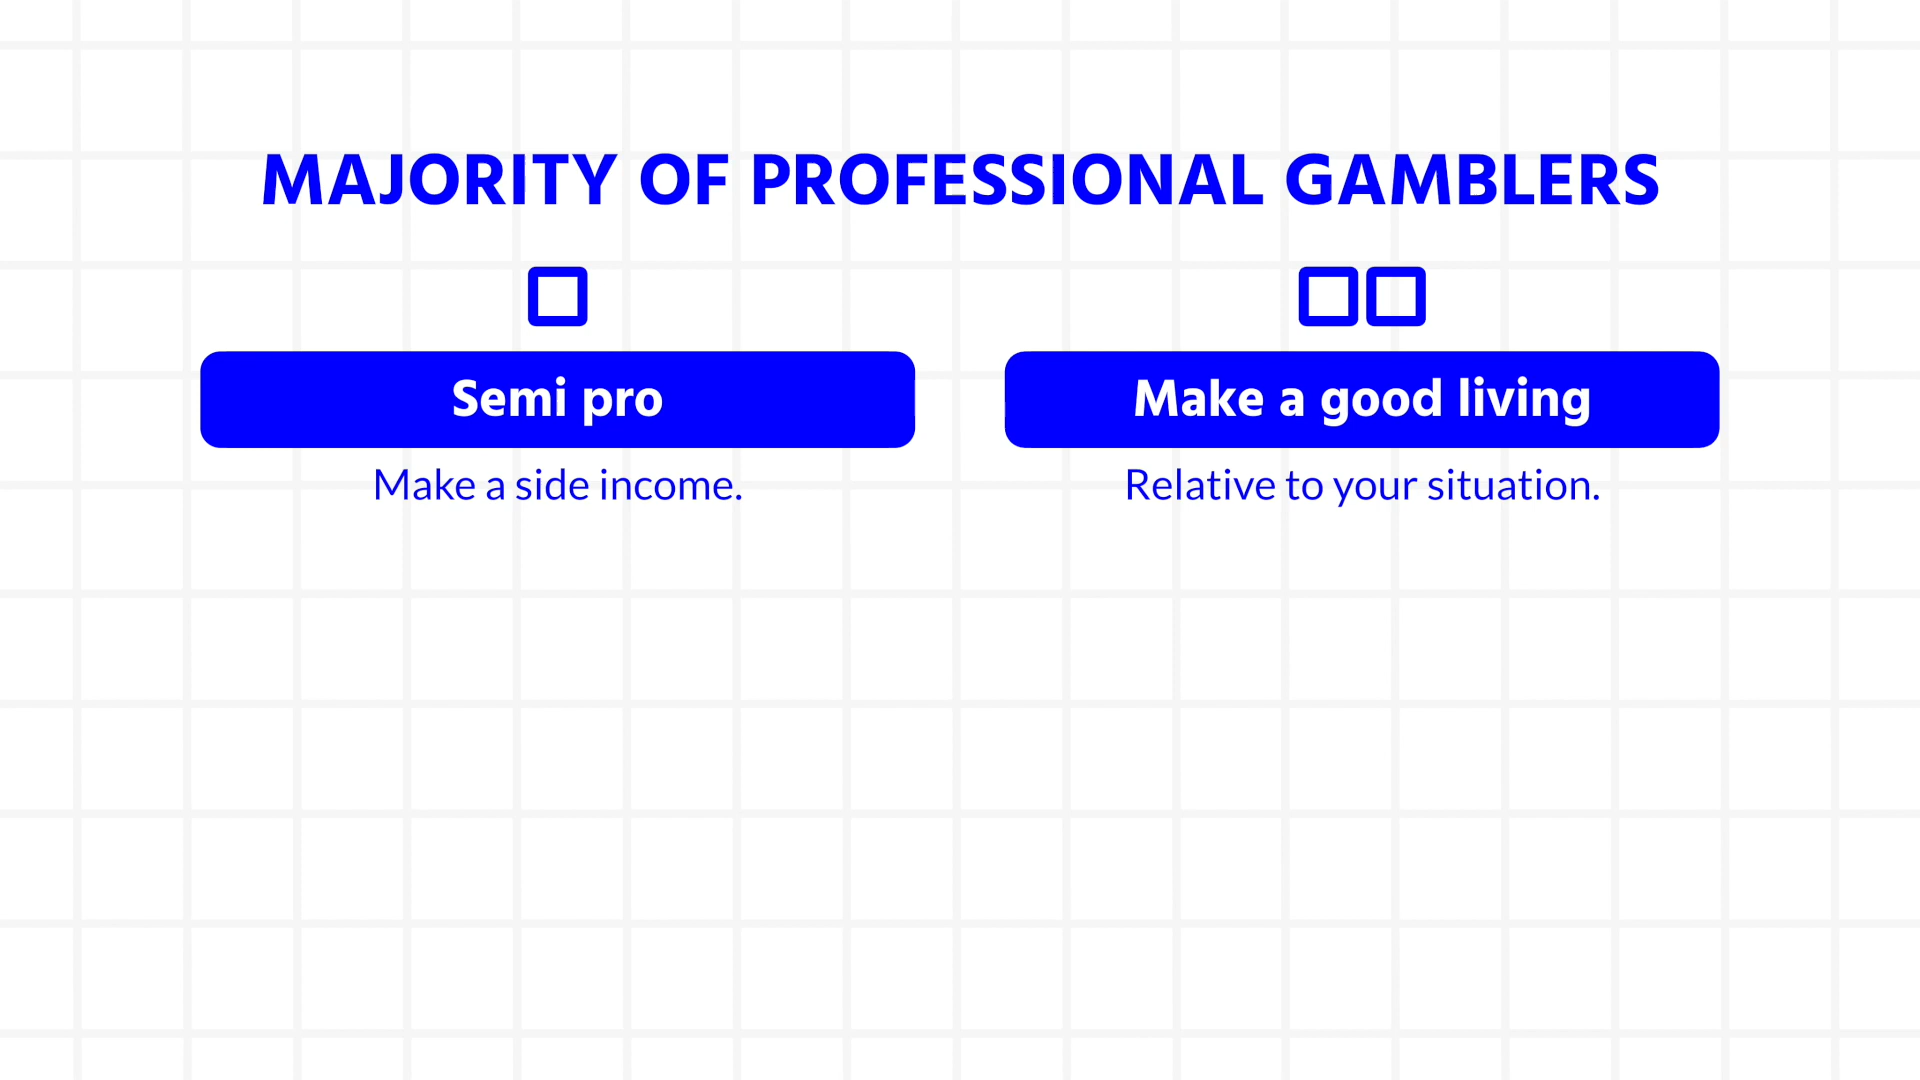 MAJORITY OF PROFESSIONAL GAMBLERS
Semi pro
Make a side income.
Make a good living
Relative to your situation.